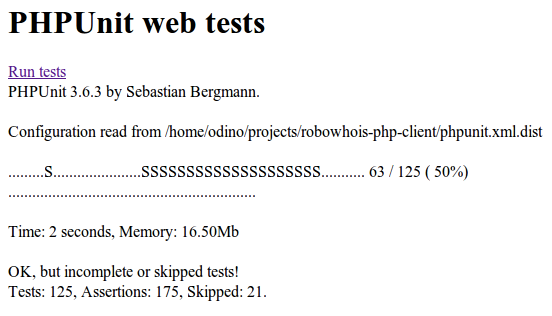 PHPUnit web tests
Run tests
PHPUnit 3.6.3 by Sebastian Bergmann.
Configuration read from /home/odino/projects/robowhois-php-client/phpunit.xml.dist
.........S......................SSSSSSSSSSSSSSSSSSSS........... 63 / 125 ( 50%)
..............................................................
Time: 2 seconds, Memory: 16.50Mb
OK, but incomplete or skipped tests!
Tests: 125, Assertions: 175, Skipped: 21.